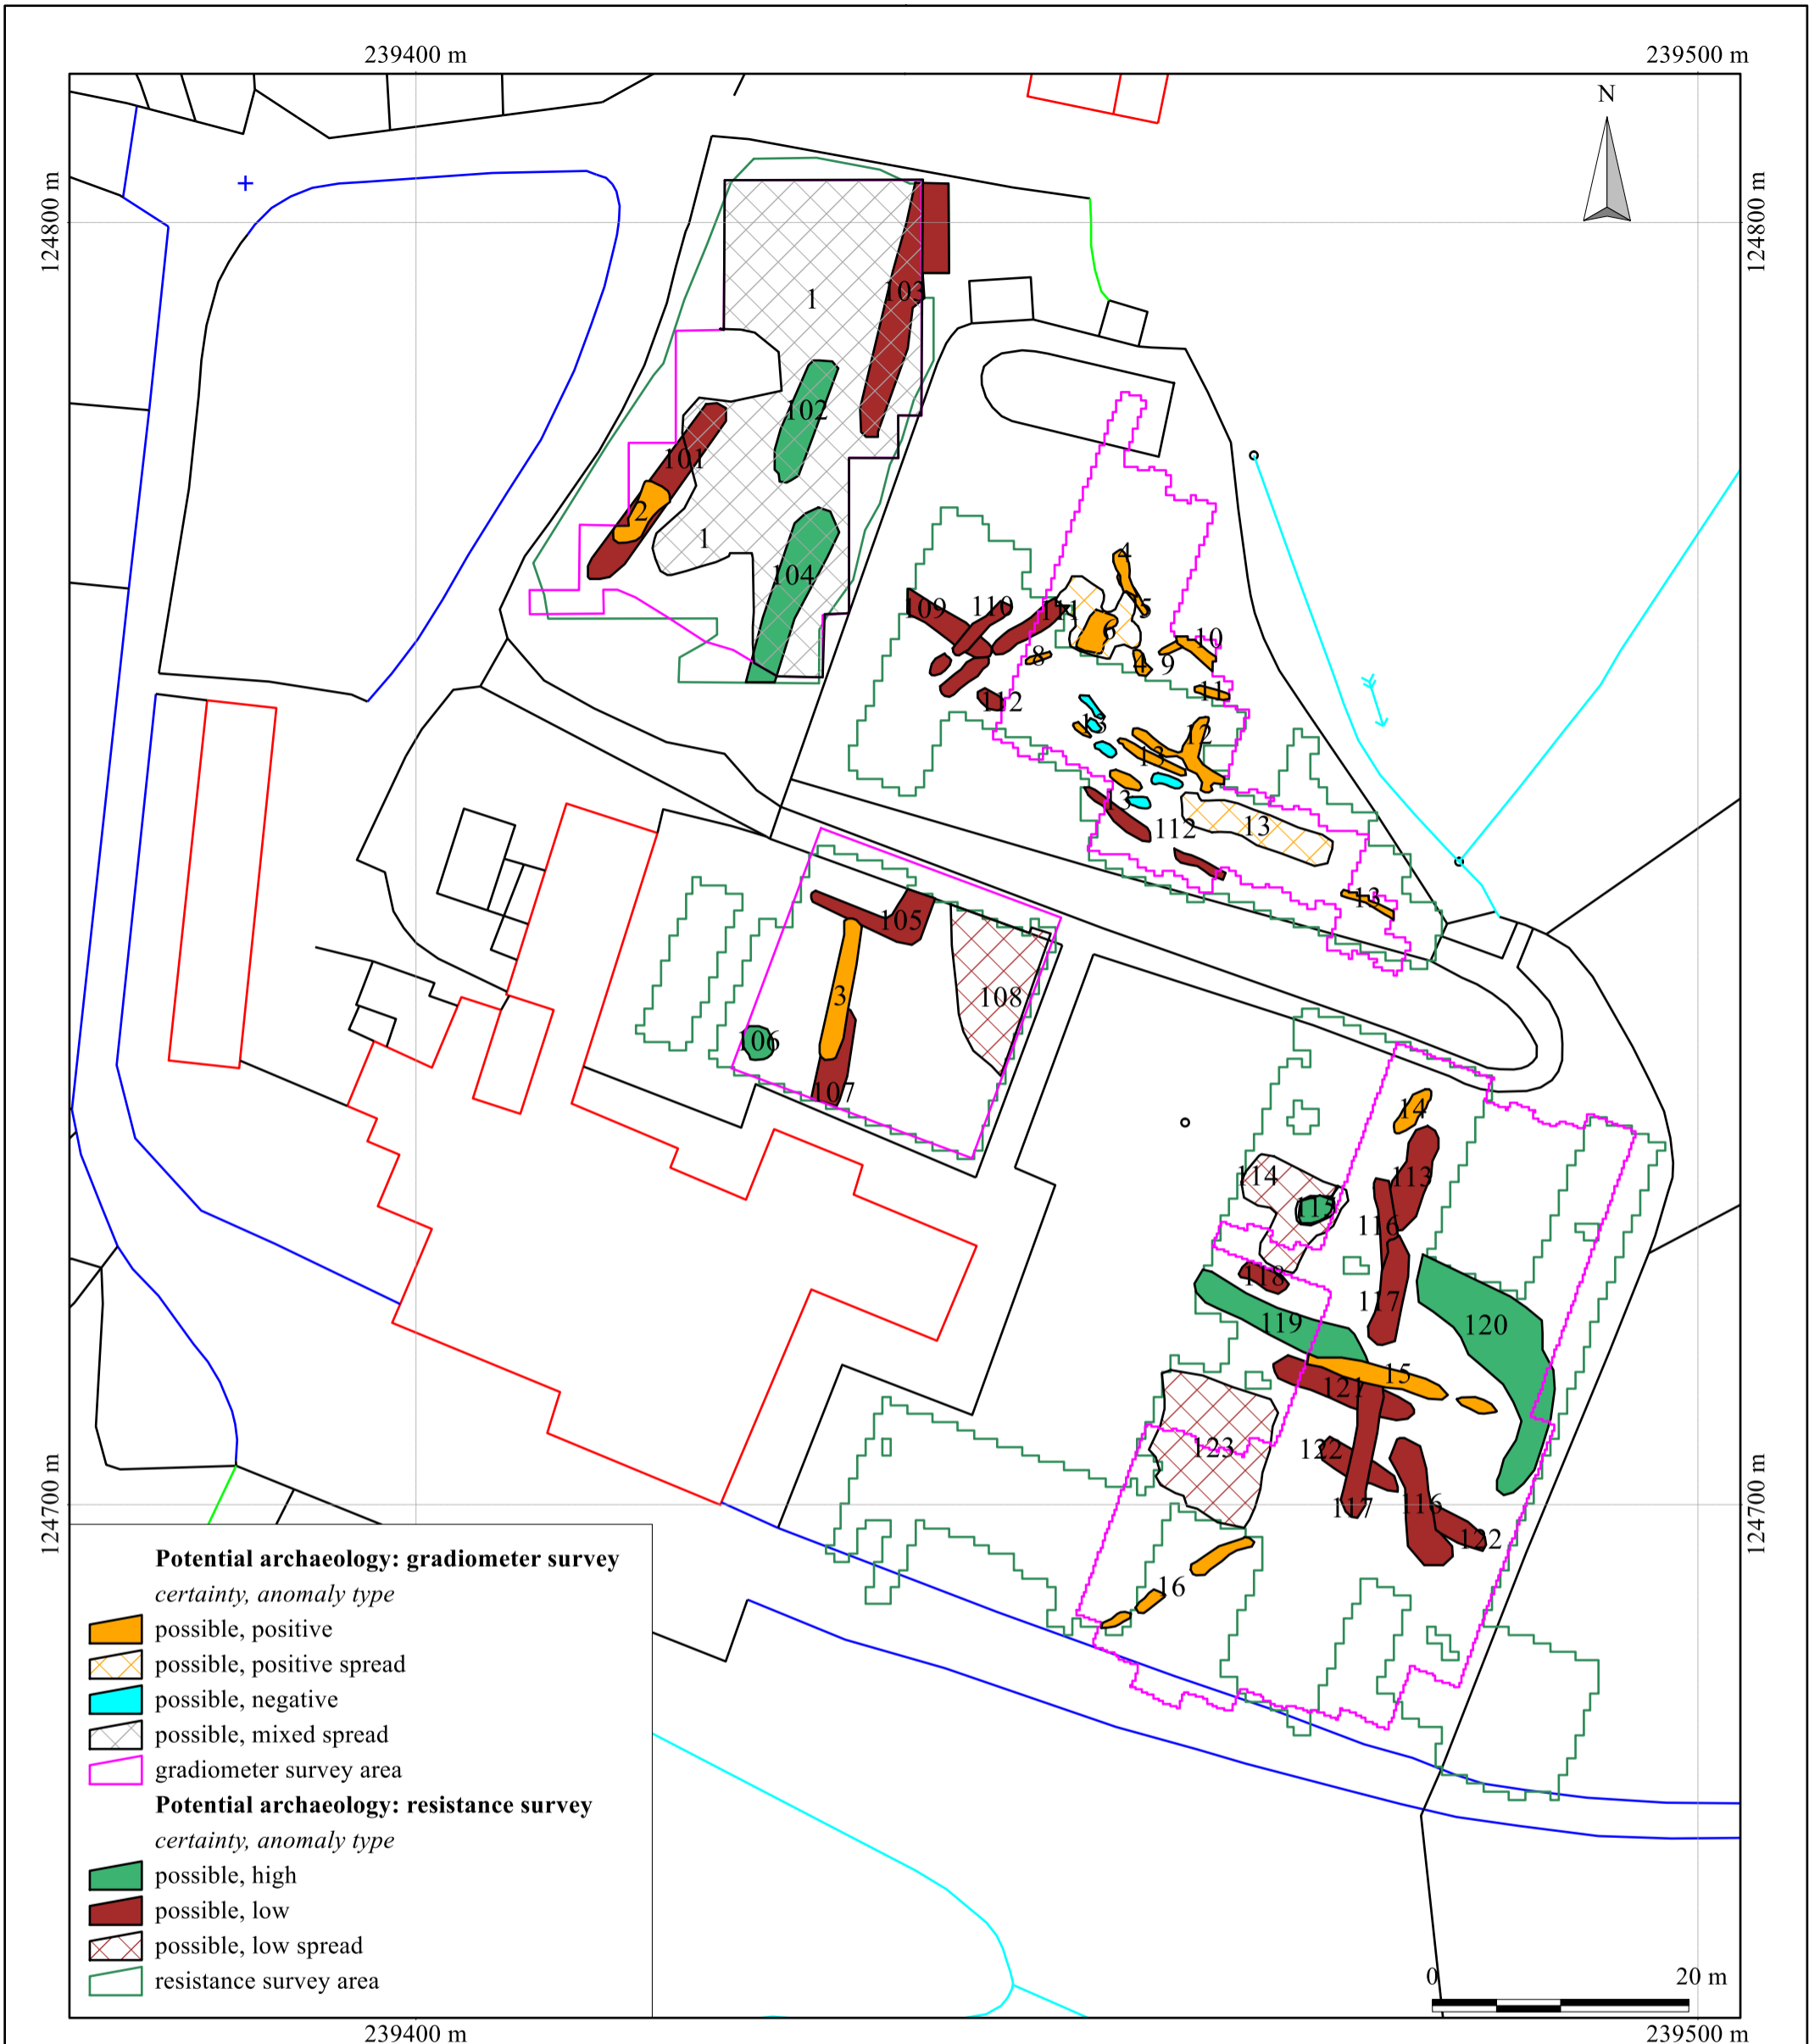 239400 m
239500 m
N
124800 m
124800 m
1
103
102
101
2
1
104
4
5
109
110
111
6
10
8
4
9
11
112
13
12
13
13
112
13
13
105
3
108
106
107
14
114
113
115
116
118
117
119
120
15
121
122
123
117
116
122
16
124700 m
124700 m
Potential archaeology: gradiometer survey
certainty, anomaly type
possible, positive
possible, positive spread
possible, negative
possible, mixed spread
gradiometer survey area
Potential archaeology: resistance survey
certainty, anomaly type
possible, high
possible, low
possible, low spread
resistance survey area
0
20 m
239400 m
239500 m